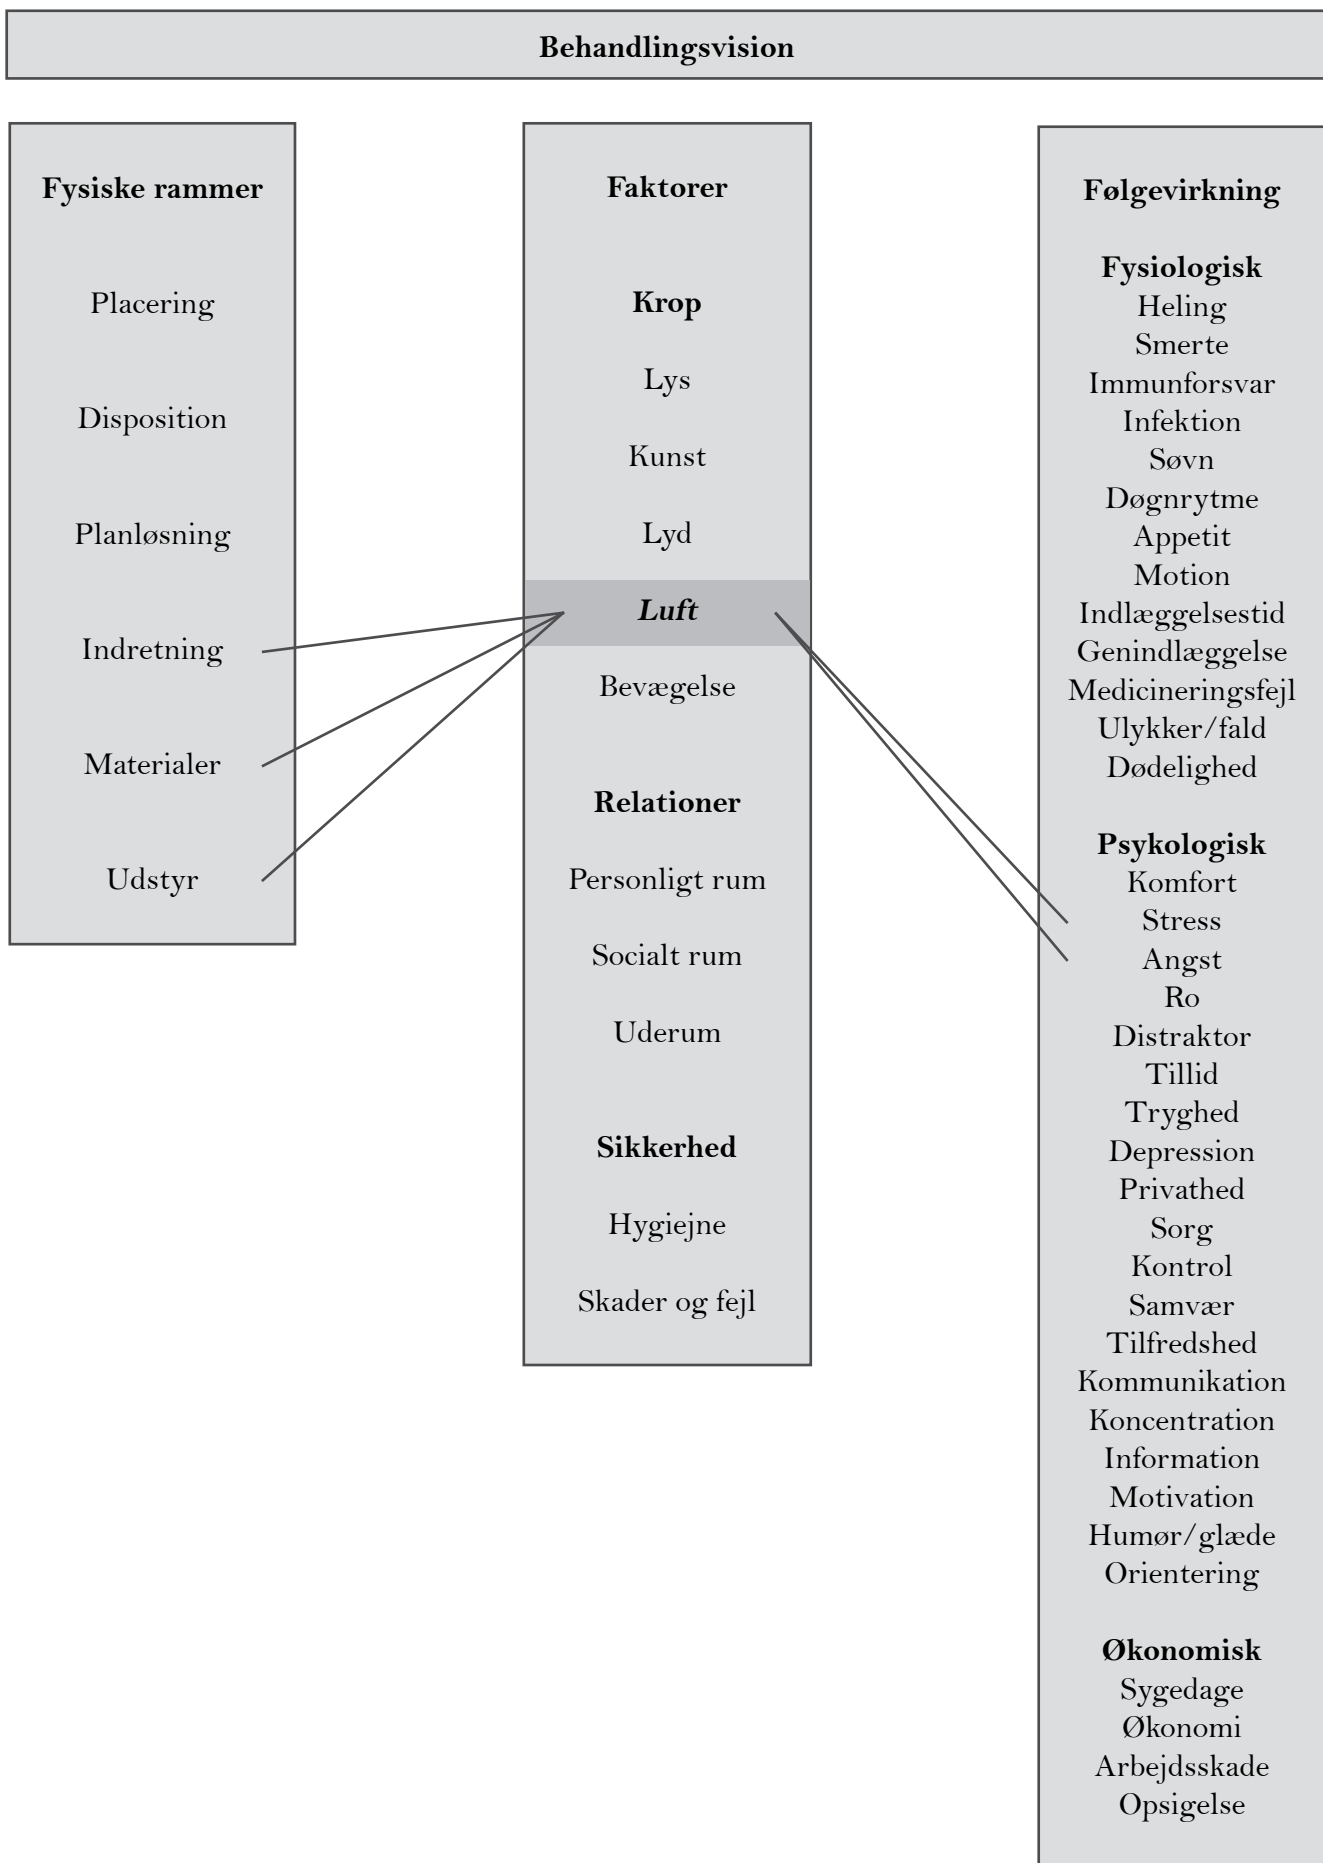 Behandlingsvision
Fysiske rammer
Placering
Disposition
Planløsning
Indretning
Materialer
Udstyr
Faktorer
Krop
Lys
Kunst
Lyd
Luft
Bevægelse
Relationer
Personligt rum
Socialt rum
Uderum
Sikkerhed
Hygiejne
Skader og fejl
Følgevirkning
Fysiologisk
Heling
Smerte
Immunforsvar
Infektion
Søvn
Døgnrytme
Appetit
Motion
Indlæggelsestid
Genindlæggelse
Medicineringsfejl
Ulykker/fald
Dødelighed
Psykologisk
Komfort
Stress
Angst
Ro
Distraktor
Tillid
Tryghed
Depression
Privathed
Sorg
Kontrol
Samvær
Tilfredshed
Kommunikation
Koncentration
Information
Motivation
Humør/glæde
Orientering
Økonomisk
Sygedage
Økonomi
Arbejdsskade
Opsigelse